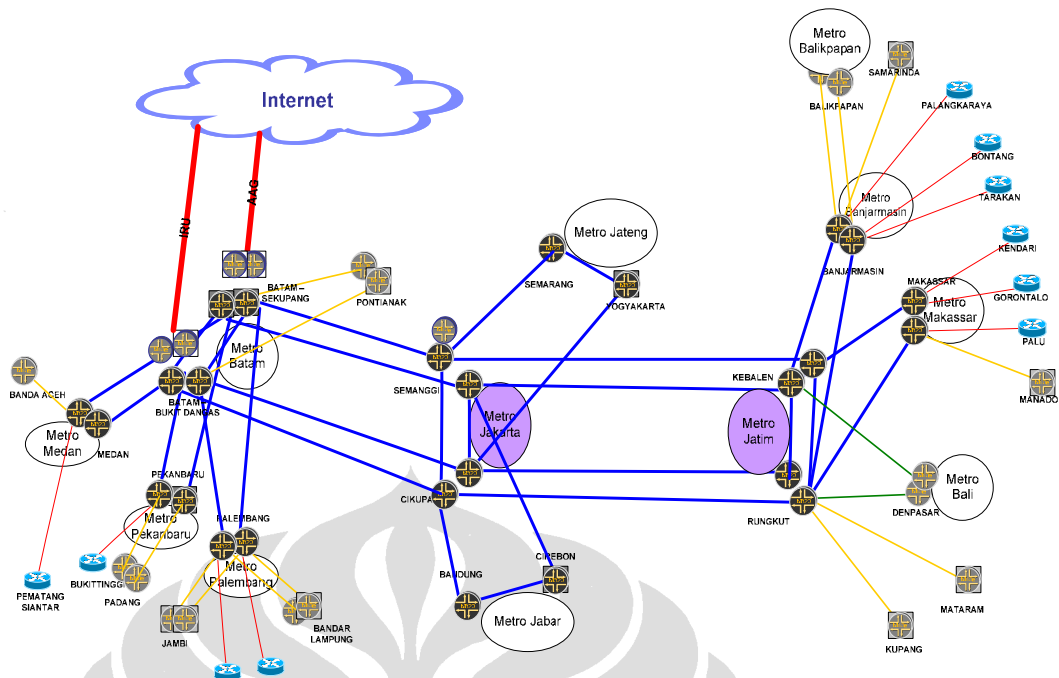 Metro
Balikpapan
SAMARINDA
BALIKPAPAN
PALANGKARAYA
Internet
BONTANG
TARAKAN
Metro
Banjarmasin
AAG
IRU
Metro Jateng
KENDARI
SEMARANG
BANJARMASIN
MAKASSAR
GORONTALO
BATAM –
SEKUPANG
PONTIANAK
YOGYAKARTA
Metro
Makassar
PALU
Metro
Batam
SEMANGGI
KEBALEN
BANDA ACEH
BATAM –
BUKIT DANGAS
MANADO
Metro
Jakarta
Metro
Jatim
Metro
Medan
MEDAN
PEKANBARU
CIKUPA
RUNGKUT
Metro
Bali
DENPASAR
Metro
Pekanbaru
PALEMBANG
CIREBON
BANDUNG
Metro
Palembang
BUKITTINGGI
PADANG
PEMATANG
SIANTAR
MATARAM
JAMBI
BANDAR
LAMPUNG
Metro Jabar
KUPANG